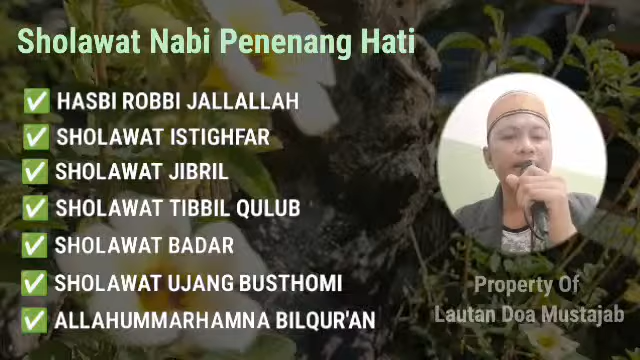 Sholawat Nabi Penenang Hati
✅ HASBI ROBBI JALLALLAH
✅ SHOLAWAT ISTIGHFAR
✅ SHOLAWAT JIBRIL
✅ SHOLAWAT TIBBIL QULUB
✅ SHOLAWAT BADAR
✅ SHOLAWAT UJANG BUSTHOMI
✅ ALLAHUMMARHAMNA BILQUR'AN
Property Of
Lautan Doa Mustajab